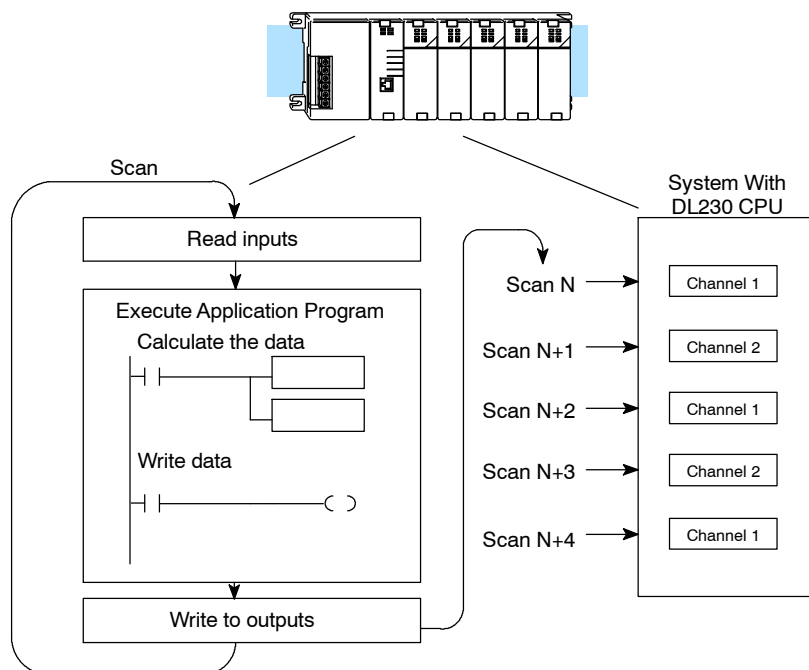 Scan
System With
DL230 CPU
Read inputs
Execute Application Program
Calculate the data
Write data
Write to outputs
Scan N
Channel 1
Scan N+1
Channel 2
Scan N+2
Channel 1
Scan N+3
Channel 2
Scan N+4
Channel 1